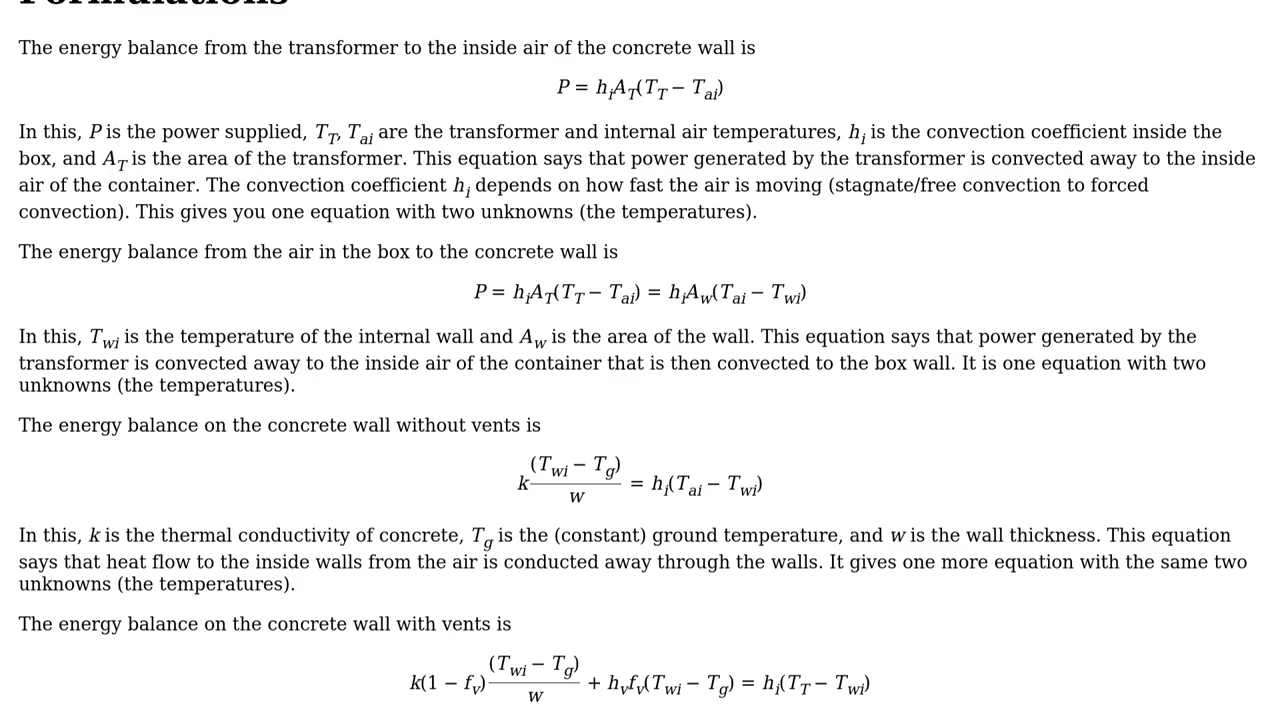 Formulations
The energy balance from the transformer to the inside air of the concrete wall is
P = h_i A_T (T_T − T_ai)
In this, P is the power supplied, T_T, T_ai are the transformer and internal air temperatures, h_i is the convection coefficient inside the
box, and A_T is the area of the transformer. This equation says that power generated by the transformer is convected away to the inside
air of the container. The convection coefficient h_i depends on how fast the air is moving (stagnate/free convection to forced
convection). This gives you one equation with two unknowns (the temperatures).
The energy balance from the air in the box to the concrete wall is
P = h_i A_T (T_T − T_ai) = h_i A_w (T_ai − T_wi)
In this, T_wi is the temperature of the internal wall and A_w is the area of the wall. This equation says that power generated by the
transformer is convected away to the inside air of the container that is then convected to the box wall. It is one equation with two
unknowns (the temperatures).
The energy balance on the concrete wall without vents is
k (T_wi − T_g) / w = h_i (T_ai − T_wi)
In this, k is the thermal conductivity of concrete, T_g is the (constant) ground temperature, and w is the wall thickness. This equation
says that heat flow to the inside walls from the air is conducted away through the walls. It gives one more equation with the same two
unknowns (the temperatures).
The energy balance on the concrete wall with vents is
k(1 − f_v) (T_wi − T_g) / w + h_v f_v (T_wi − T_g) = h_i (T_T − T_wi)